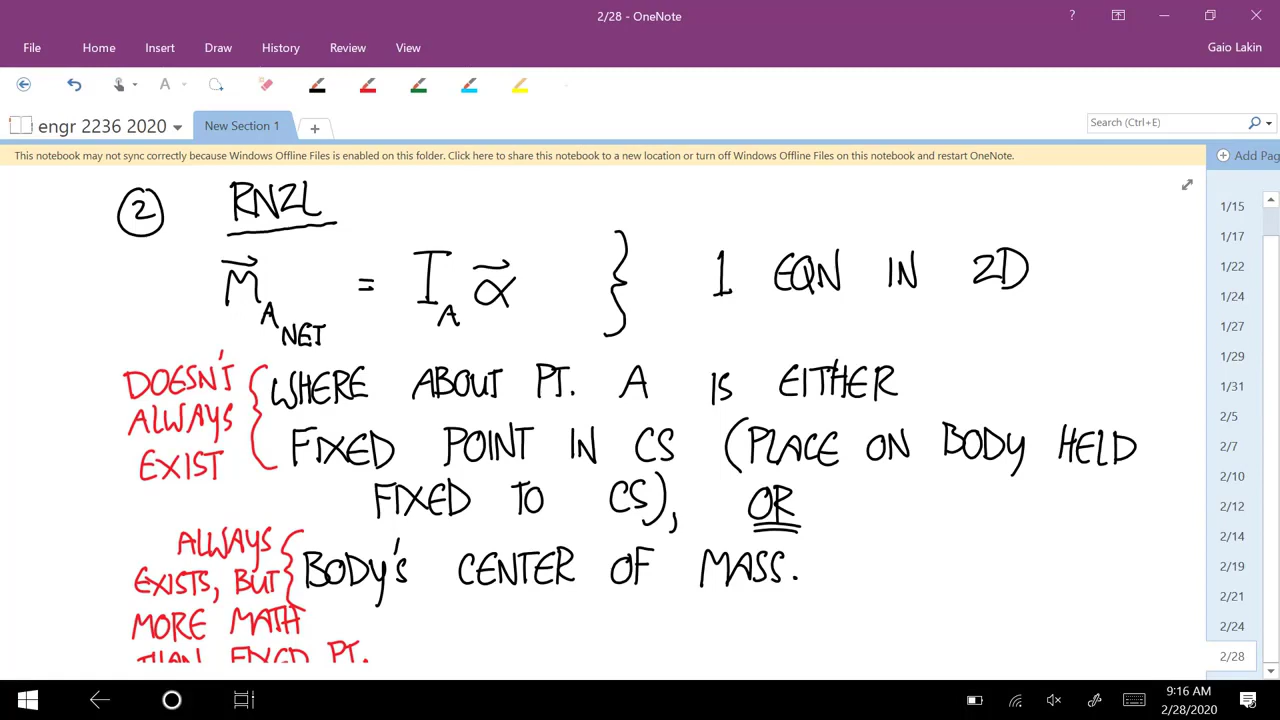 2/28 - OneNote
?
File Home Insert Draw History Review View
Gaio Lakin
engr 2236 2020
New Section 1
+
Search (Ctrl+E)
This notebook may not sync correctly because Windows Offline Files is enabled on this folder. Click here to share this notebook to a new location or turn off Windows Offline Files on this notebook and restart OneNote.
Add Pag
② RN2L
M⃗_A NET = I_A α⃗ } 1 EQN IN 2D
DOESN'T
ALWAYS
EXIST
{ WHERE ABOUT PT. A IS EITHER
FIXED POINT IN CS (PLACE ON BODY HELD
FIXED TO CS), OR
ALWAYS
EXISTS, BUT
MORE MATH
THAN FIXED PT.
{ BODY'S CENTER OF MASS.
1/15
1/17
1/22
1/24
1/27
1/29
1/31
2/5
2/7
2/10
2/12
2/14
2/19
2/21
2/24
2/28
9:16 AM
2/28/2020